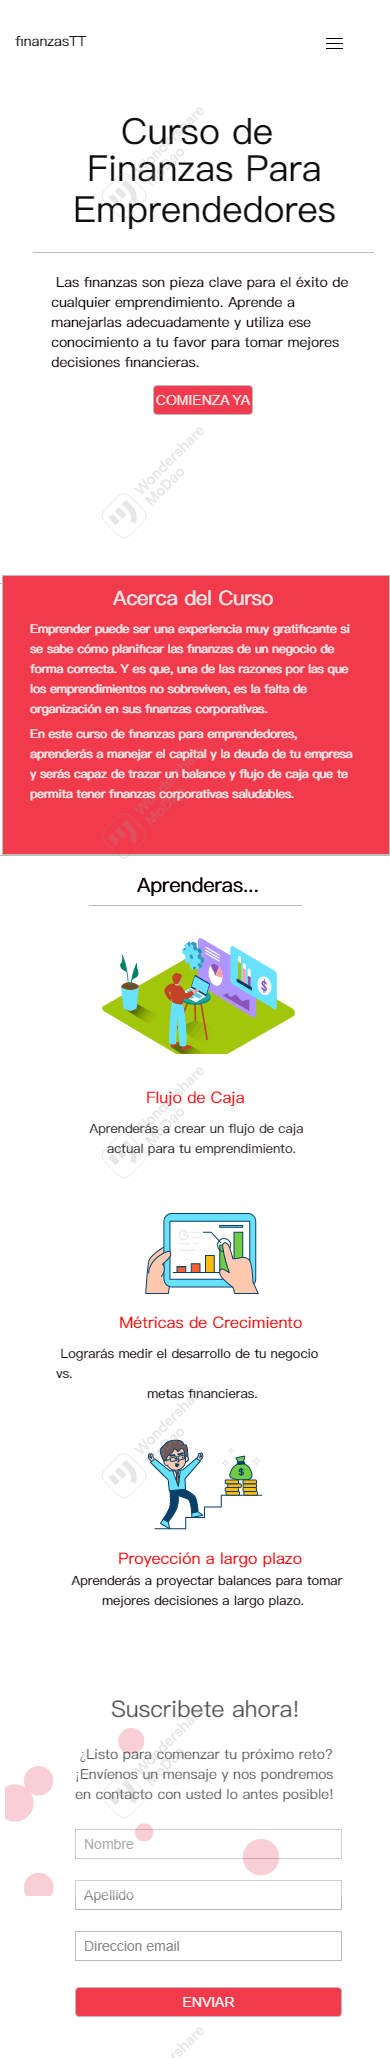 finanzasTT
Curso de
Finanzas Para
Emprendedores
Las finanzas son pieza clave para el éxito de
cualquier emprendimiento. Aprende a
manejarlas adecuadamente y utiliza ese
conocimiento a tu favor para tomar mejores
decisiones financieras.
COMIENZA YA
Wondershare
MoDao
Acerca del Curso
Emprender puede ser una experiencia muy gratificante si
se sabe cómo planificar las finanzas de un negocio de
forma correcta. Y es que, una de las razones por las que
los emprendimientos no sobreviven, es la falta de
organización en sus finanzas corporativas.
En este curso de finanzas para emprendedores,
aprenderás a manejar el capital y la deuda de tu empresa
y serás capaz de trazar un balance y flujo de caja que te
permita tener finanzas corporativas saludables.
Aprenderas...
Flujo de Caja
Aprenderás a crear un flujo de caja
actual para tu emprendimiento.
Métricas de Crecimiento
Lograrás medir el desarrollo de tu negocio
vs.
metas financieras.
Proyección a largo plazo
Aprenderás a proyectar balances para tomar
mejores decisiones a largo plazo.
Suscribete ahora!
¿Listo para comenzar tu próximo reto?
¡Envíenos un mensaje y nos pondremos
en contacto con usted lo antes posible!
Nombre
Apellido
Direccion email
ENVIAR